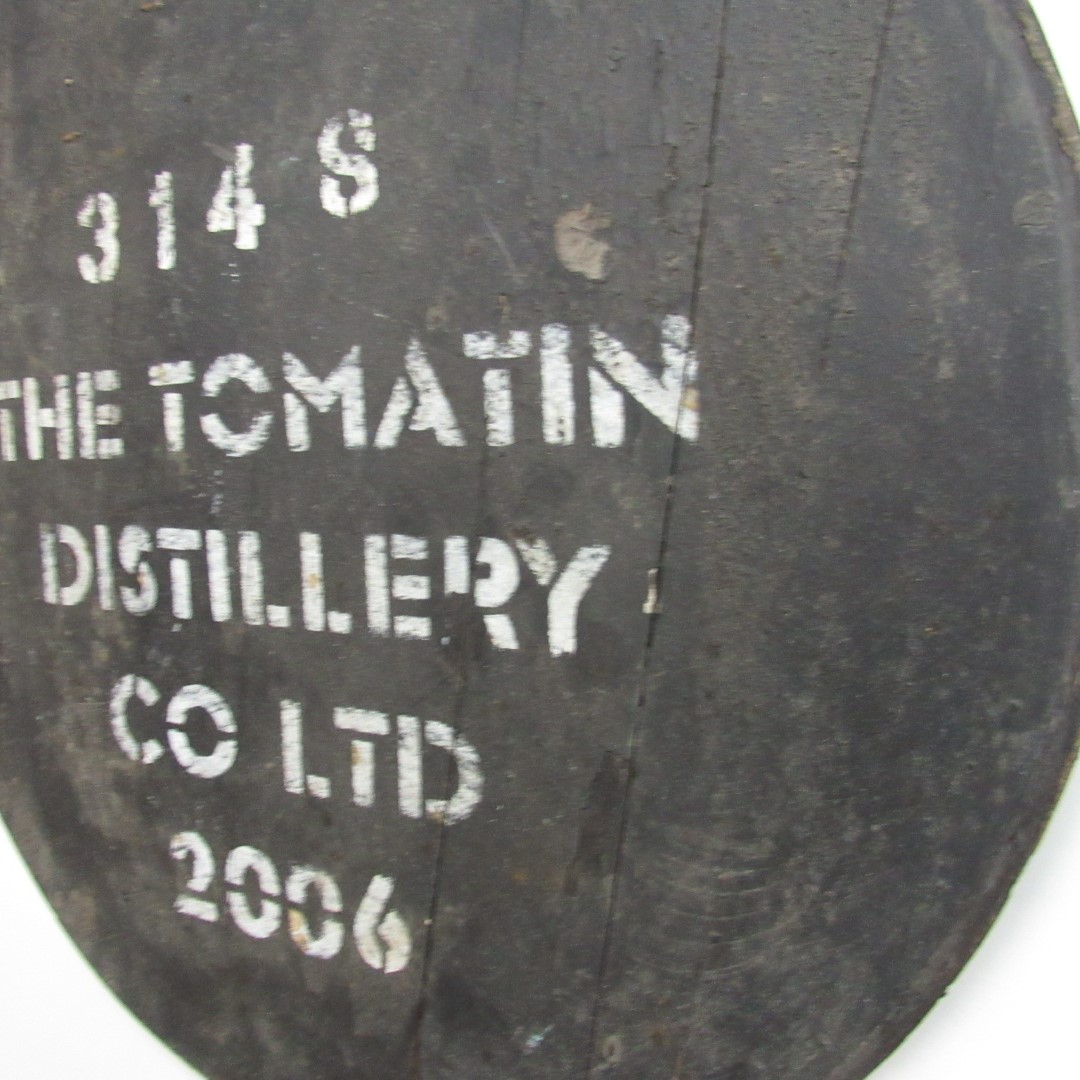 314 S
THE TOMATIN
DISTILLERY
CO LTD
2006